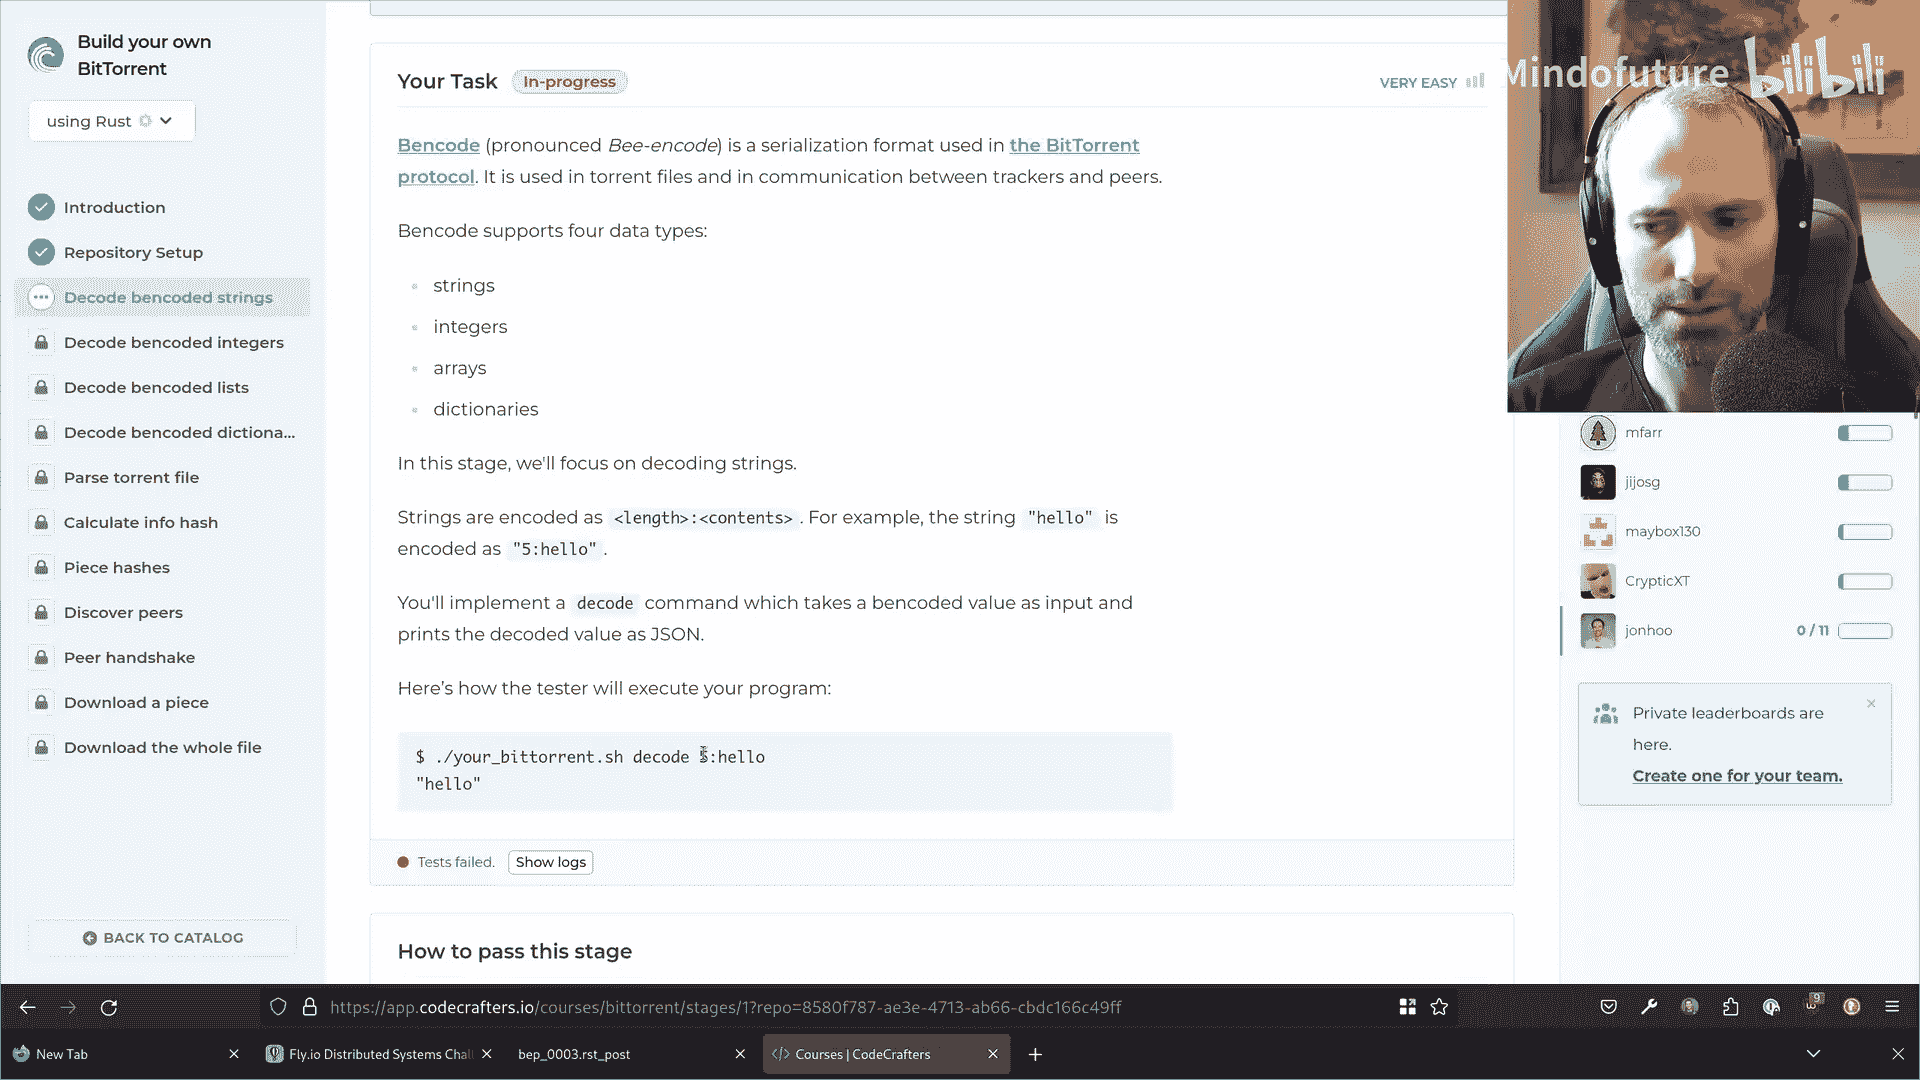 Build your own
BitTorrent
using Rust
Introduction
Repository Setup
Decode bencoded strings
Decode bencoded integers
Decode bencoded lists
Decode bencoded dictiona...
Parse torrent file
Calculate info hash
Piece hashes
Discover peers
Peer handshake
Download a piece
Download the whole file
BACK TO CATALOG
Your Task
In-progress
VERY EASY
Bencode (pronounced Bee-encode) is a serialization format used in the BitTorrent
protocol. It is used in torrent files and in communication between trackers and peers.
Bencode supports four data types:
strings
integers
arrays
dictionaries
In this stage, we'll focus on decoding strings.
Strings are encoded as <length>:<contents>. For example, the string "hello" is
encoded as "5:hello".
You'll implement a decode command which takes a bencoded value as input and
prints the decoded value as JSON.
Here's how the tester will execute your program:
$ ./your_bittorrent.sh decode 5:hello
"hello"
Tests failed.
Show logs
How to pass this stage
Mindofuture bilibili
mfarr
jijosg
maybox130
CrypticXT
jonhoo 0 / 11
Private leaderboards are
here.
Create one for your team.
https://app.codecrafters.io/courses/bittorrent/stages/1?repo=8580f787-ae3e-4713-ab66-cbdc166c49ff
9
New Tab
Fly.io Distributed Systems Chal
bep_0003.rst_post
Courses | CodeCrafters